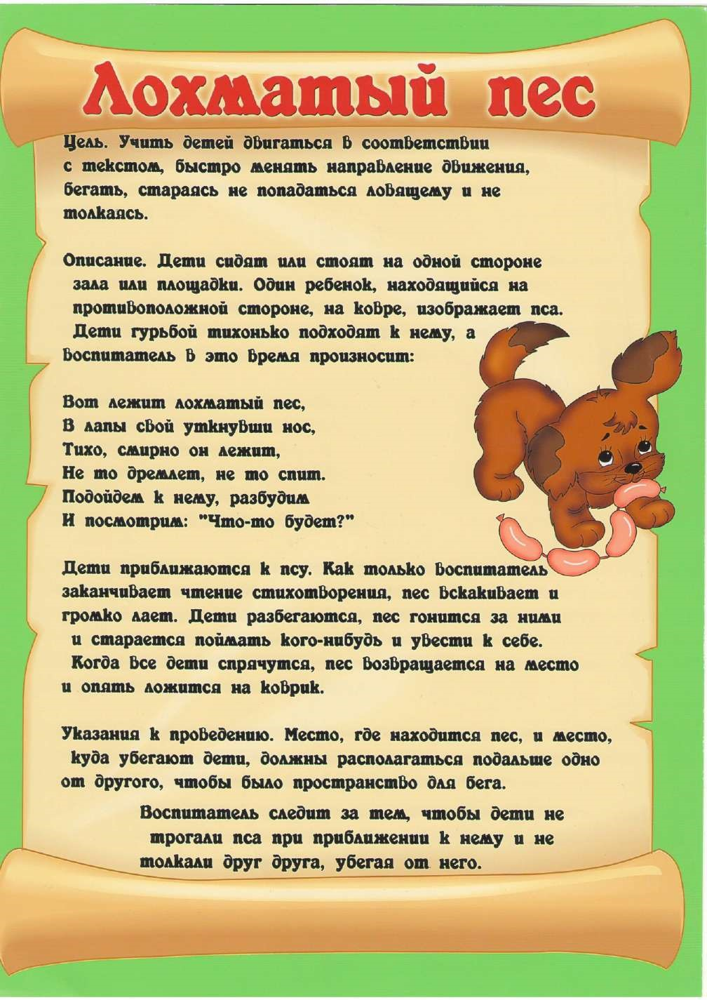 Лохматый пес
Цель. Учить детей двигаться в соответствии
с текстом, быстро менять направление движения,
бегать, стараясь не попадаться ловящему и не
толкаясь.
Описание. Дети сидят или стоят на одной стороне
зала или площадки. Один ребенок, находящийся на
противоположной стороне, на ковре, изображает пса.
Дети гурьбой тихонько подходят к нему, а
воспитатель в это время произносит:
Вот лежит лохматый пес,
В лапы свой уткнувши нос,
Тихо, смирно он лежит,
Не то дремлет, не то спит.
Подойдем к нему, разбудим
И посмотрим: "Что-то будет?"
Дети приближаются к псу. Как только воспитатель
заканчивает чтение стихотворения, пес вскакивает и
громко лает. Дети разбегаются, пес гонится за ними
и старается поймать кого-нибудь и увести к себе.
Когда все дети спрячутся, пес возвращается на место
и опять ложится на коврик.
Указания к проведению. Место, где находится пес, и место,
куда убегают дети, должны располагаться подальше одно
от другого, чтобы было пространство для бега.
Воспитатель следит за тем, чтобы дети не
трогали пса при приближении к нему и не
толкали друг друга, убегая от него.